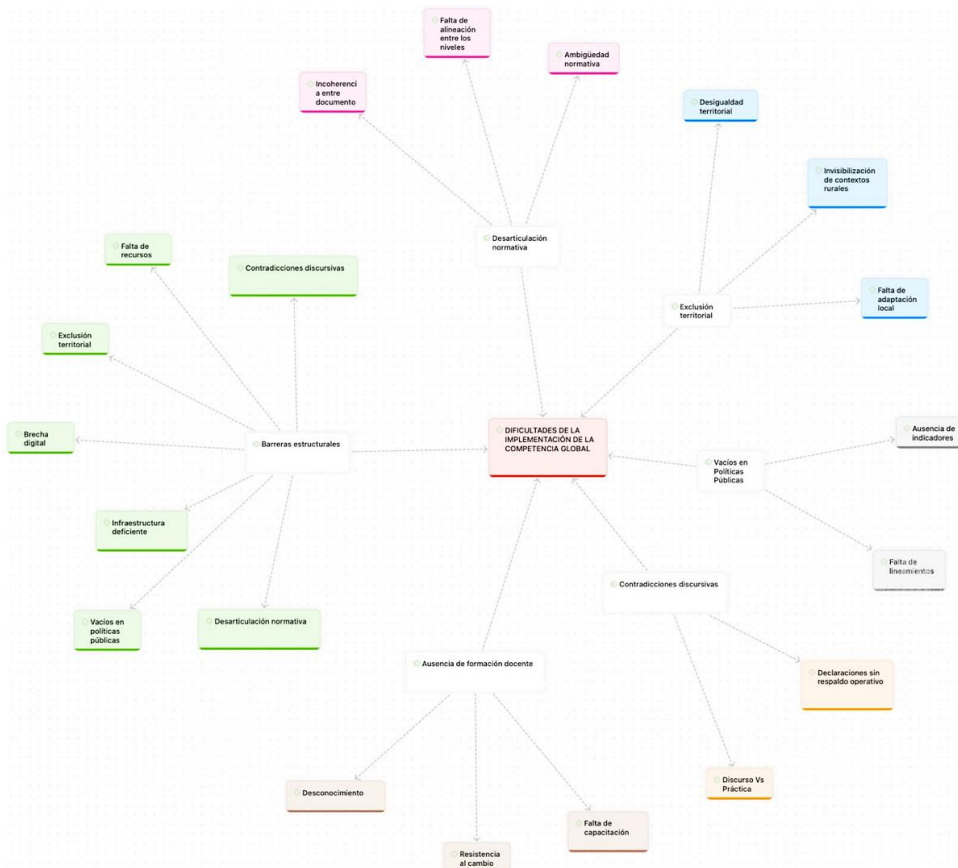 Falta de
alineación
entre los
niveles
Ambigüedad
normativa
Incoherenci
a entre
documento
Desigualdad
territorial
Invisibilización
de contextos
rurales
Desarticulación
normativa
Falta de
recursos
Contradicciones discursivas
Falta de
adaptación
local
Exclusión
territorial
Exclusión
territorial
Brecha
digital
Barreras estructurales
DIFICULTADES DE LA
IMPLEMENTACIÓN DE LA
COMPETENCIA GLOBAL
Ausencia de
indicadores
Vacíos en
Políticas
Públicas
Infraestructura
deficiente
Falta de
lineamientos
Contradicciones discursivas
Vacíos en
políticas
públicas
Desarticulación normativa
Ausencia de formación docente
Declaraciones sin
respaldo operativo
Discurso Vs
Práctica
Desconocimiento
Falta de
capacitación
Resistencia
al cambio